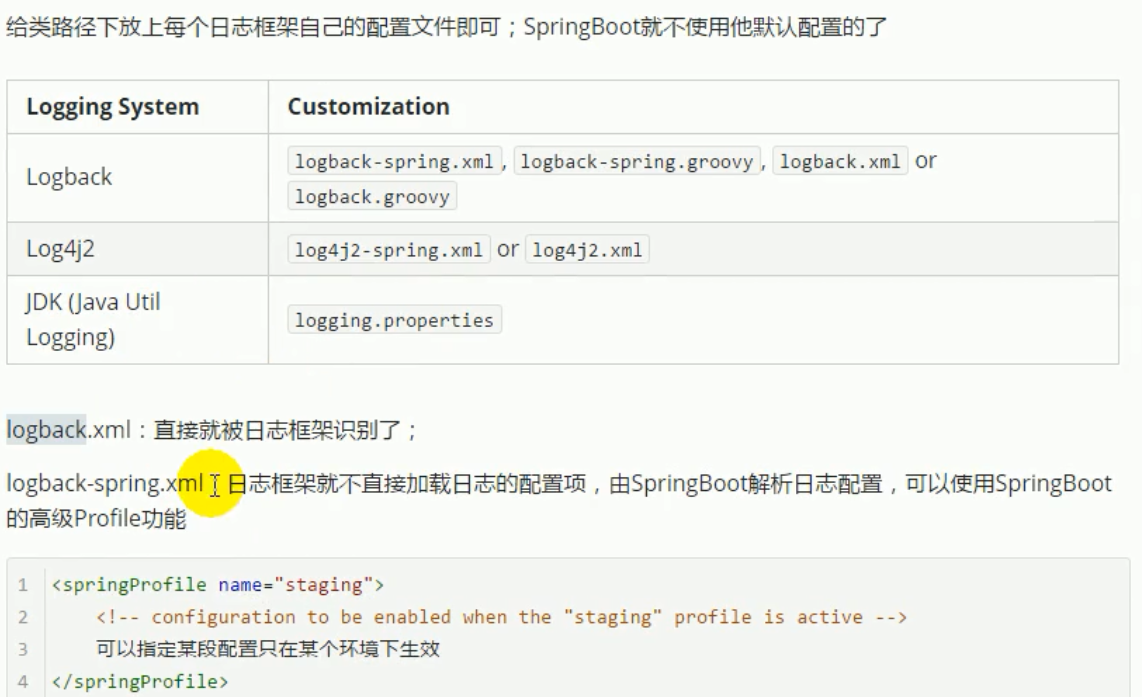 给类路径下放上每个日志框架自己的配置文件即可；SpringBoot就不使用他默认配置的了
Logging System Customization
Logback logback-spring.xml, logback-spring.groovy, logback.xml or
logback.groovy
Log4j2 log4j2-spring.xml or log4j2.xml
JDK (Java Util
Logging) logging.properties
logback.xml：直接就被日志框架识别了；
logback-spring.xml：日志框架就不直接加载日志的配置项，由SpringBoot解析日志配置，可以使用SpringBoot
的高级Profile功能
1 <springProfile name="staging">
2 <!-- configuration to be enabled when the "staging" profile is active -->
3 可以指定某段配置只在某个环境下生效
4 </springProfile>